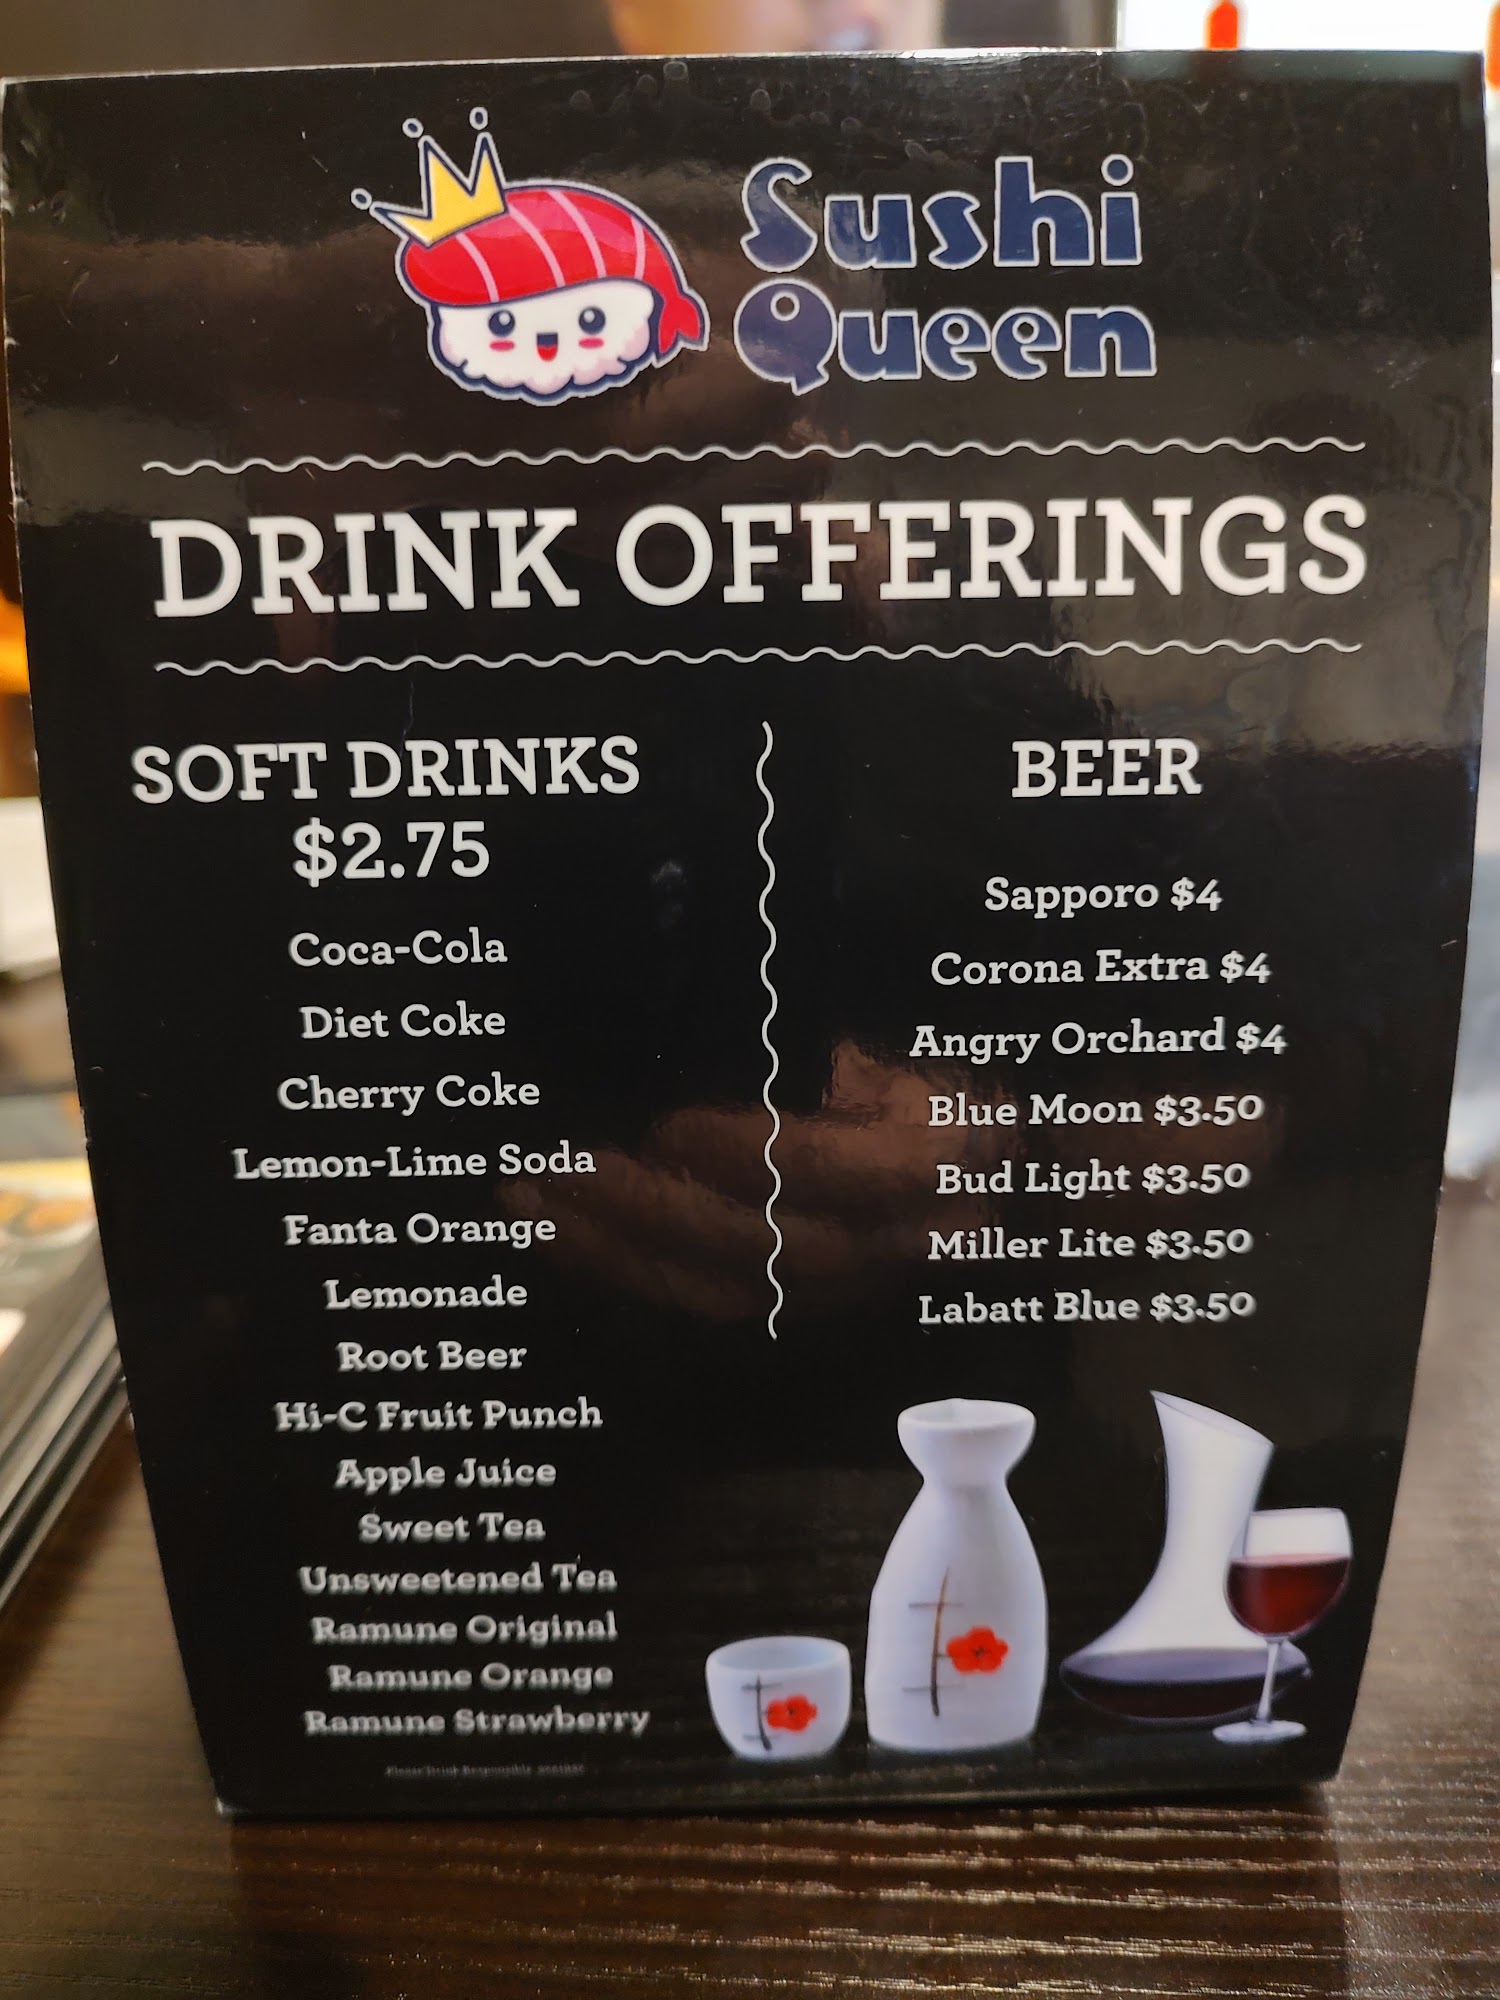 Sushi
Queen
DRINK OFFERINGS
SOFT DRINKS
$2.75
Coca-Cola
Diet Coke
Cherry Coke
Lemon-Lime Soda
Fanta Orange
Lemonade
Root Beer
Hi-C Fruit Punch
Apple Juice
Sweet Tea
Unsweetened Tea
Ramune Original
Ramune Orange
Ramune Strawberry
BEER
Sapporo $4
Corona Extra $4
Angry Orchard $4
Blue Moon $3.50
Bud Light $3.50
Miller Lite $3.50
Labatt Blue $3.50
Please Drink Responsibly